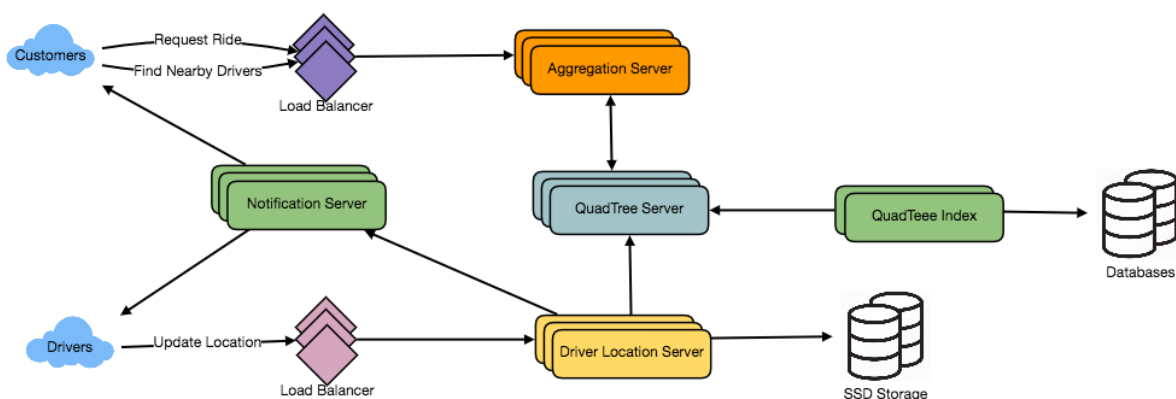 Customers
Request Ride
Find Nearby Drivers
Load Balancer
Aggregation Server
Notification Server
QuadTree Server
QuadTeee Index
Databases
Drivers
Update Location
Load Balancer
Driver Location Server
SSD Storage